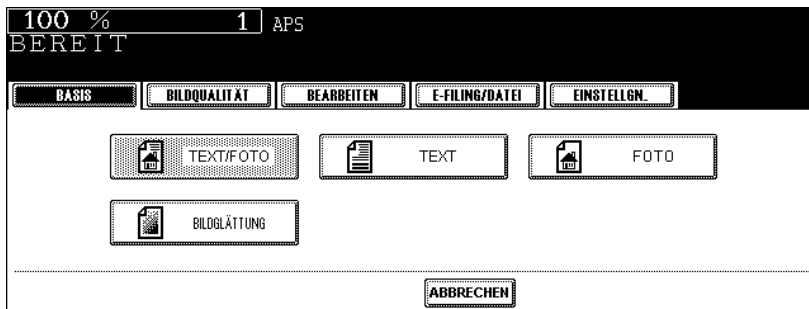 100 % 1 APS
BEREIT
BASIS BILDQUALITÄT BEARBEITEN E-FILING/DATEI EINSTELLGN.
TEXT/FOTO TEXT FOTO
BILDGLÄTTUNG
ABBRECHEN